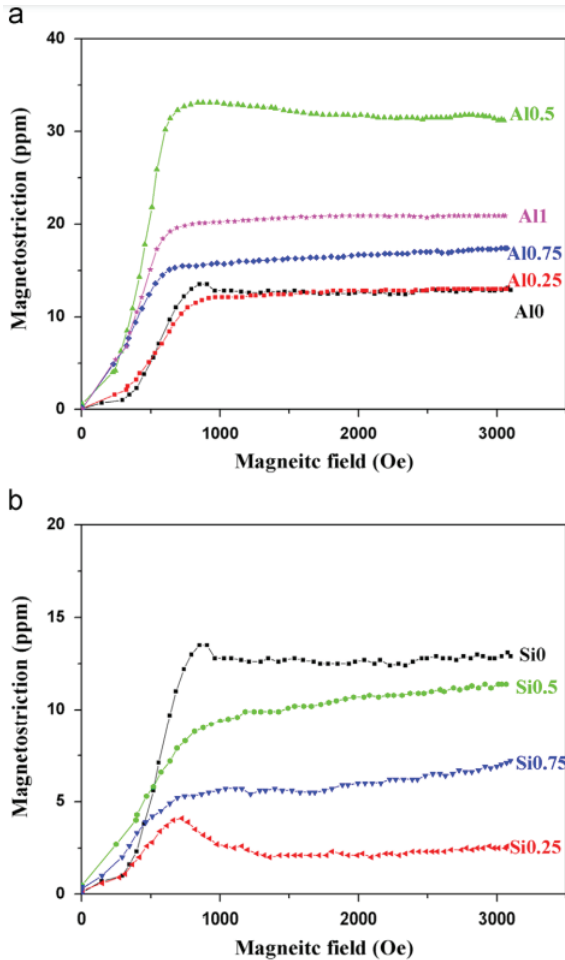 a
40
30
20
10
0
Magnetostriction (ppm)
Al0.5
Al1
Al0.75
Al0.25
Al0
0 1000 2000 3000
Magneitc field (Oe)
b
20
15
10
5
0
Magnetostriction (ppm)
Si0
Si0.5
Si0.75
Si0.25
0 1000 2000 3000
Magneitc field (Oe)